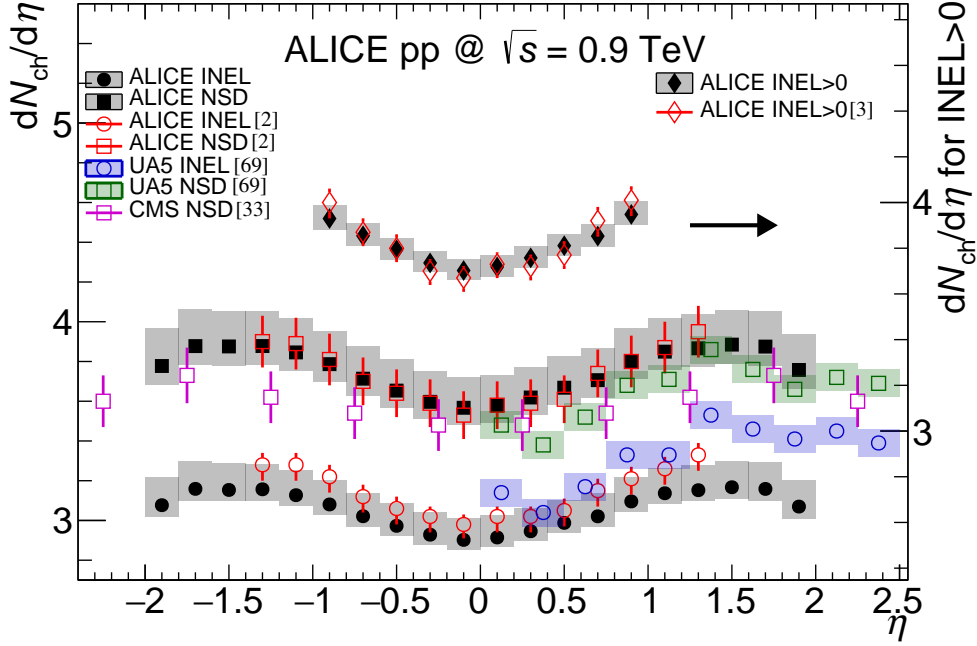 ALICE pp @ √s = 0.9 TeV
dN_ch/dη
dN_ch/dη for INEL>0
ALICE INEL
ALICE NSD
ALICE INEL[2]
ALICE NSD[2]
UA5 INEL[69]
UA5 NSD[69]
CMS NSD[33]
ALICE INEL>0
ALICE INEL>0[3]
5
4
3
4
3
−2 −1.5 −1 −0.5 0 0.5 1 1.5 2 2.5
η